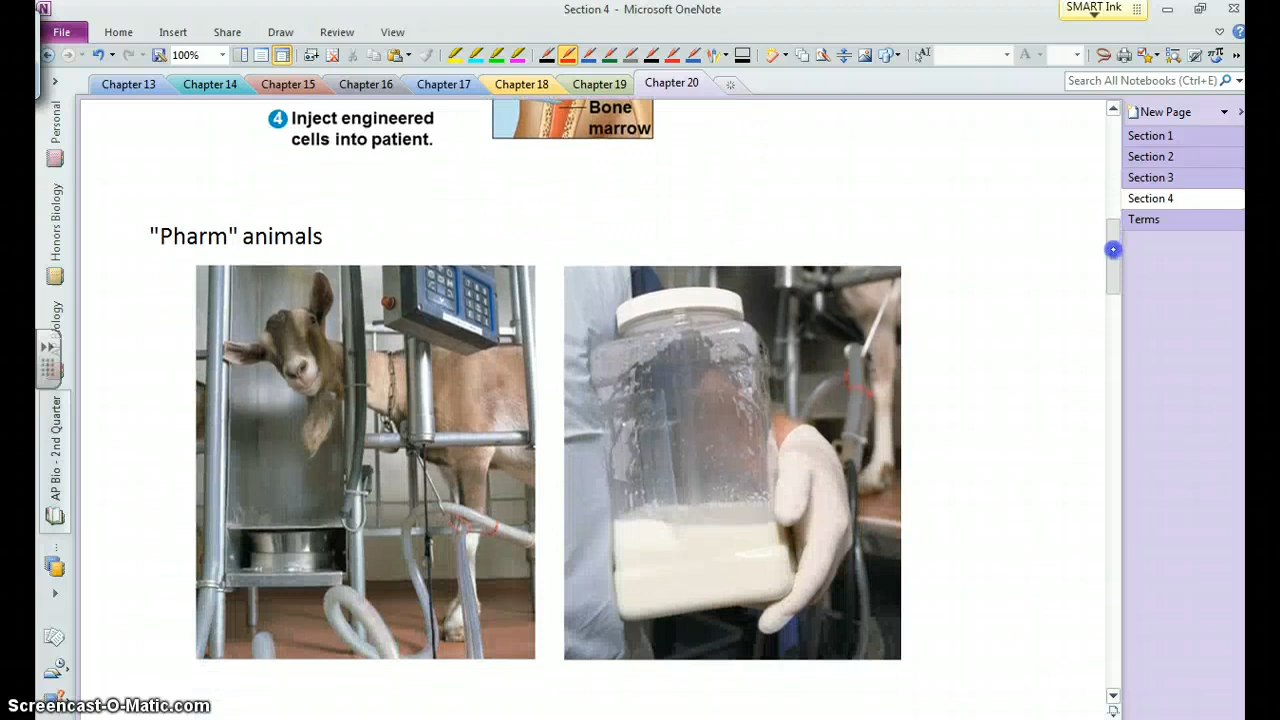 Section 4 - Microsoft OneNote
SMART Ink
File Home Insert Share Draw Review View
100%
Chapter 13 Chapter 14 Chapter 15 Chapter 16 Chapter 17 Chapter 18 Chapter 19 Chapter 20
Search All Notebooks (Ctrl+E)
New Page
Section 1
Section 2
Section 3
Section 4
Terms
Personal
Honors Biology
AP Bio - 2nd Quarter
4 Inject engineered
cells into patient.
Bone
marrow
"Pharm" animals
Screencast-O-Matic.com